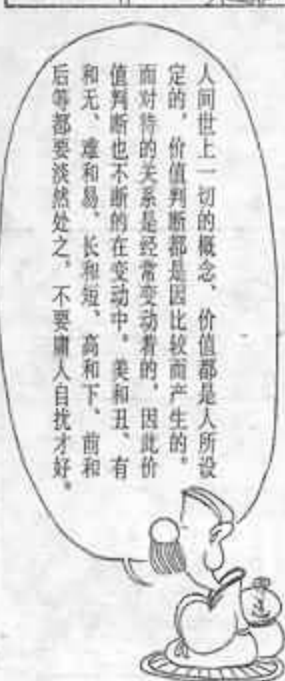 人间世上一切的概念、价值都是人所设
定的，价值判断都是因比较而产生的。
而对待的关系是经常变动着的，因此价
值判断也不断的在变动中。美和丑、有
和无、难和易、长和短、高和下、前和
后等都要淡然处之，不要庸人自扰才好。